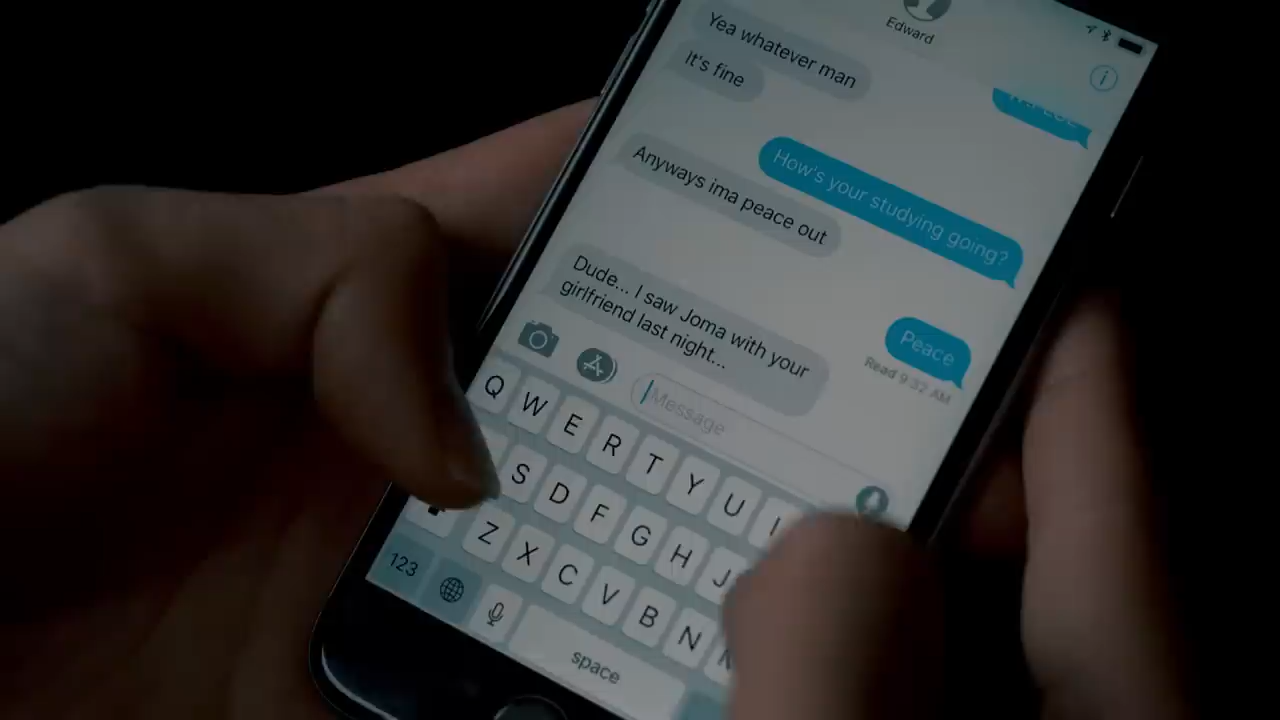 Edward
Yea whatever man
It's fine
How's your studying going?
Anyways ima peace out
Peace
Read 9:32 AM
Dude... I saw Joma with your
girlfriend last night...
Message
Q W E R T Y U I
S D F G H J
Z X C V B N
123
space